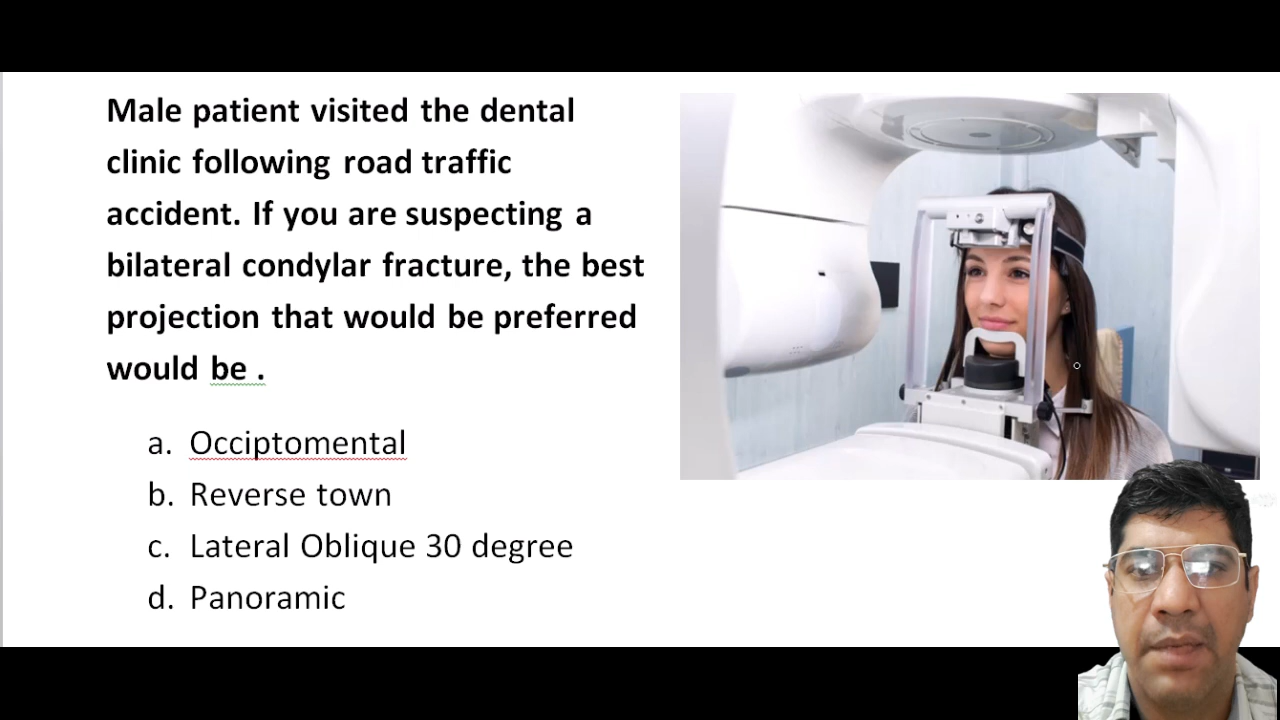 Male patient visited the dental
clinic following road traffic
accident. If you are suspecting a
bilateral condylar fracture, the best
projection that would be preferred
would be .
a. Occiptomental
b. Reverse town
c. Lateral Oblique 30 degree
d. Panoramic